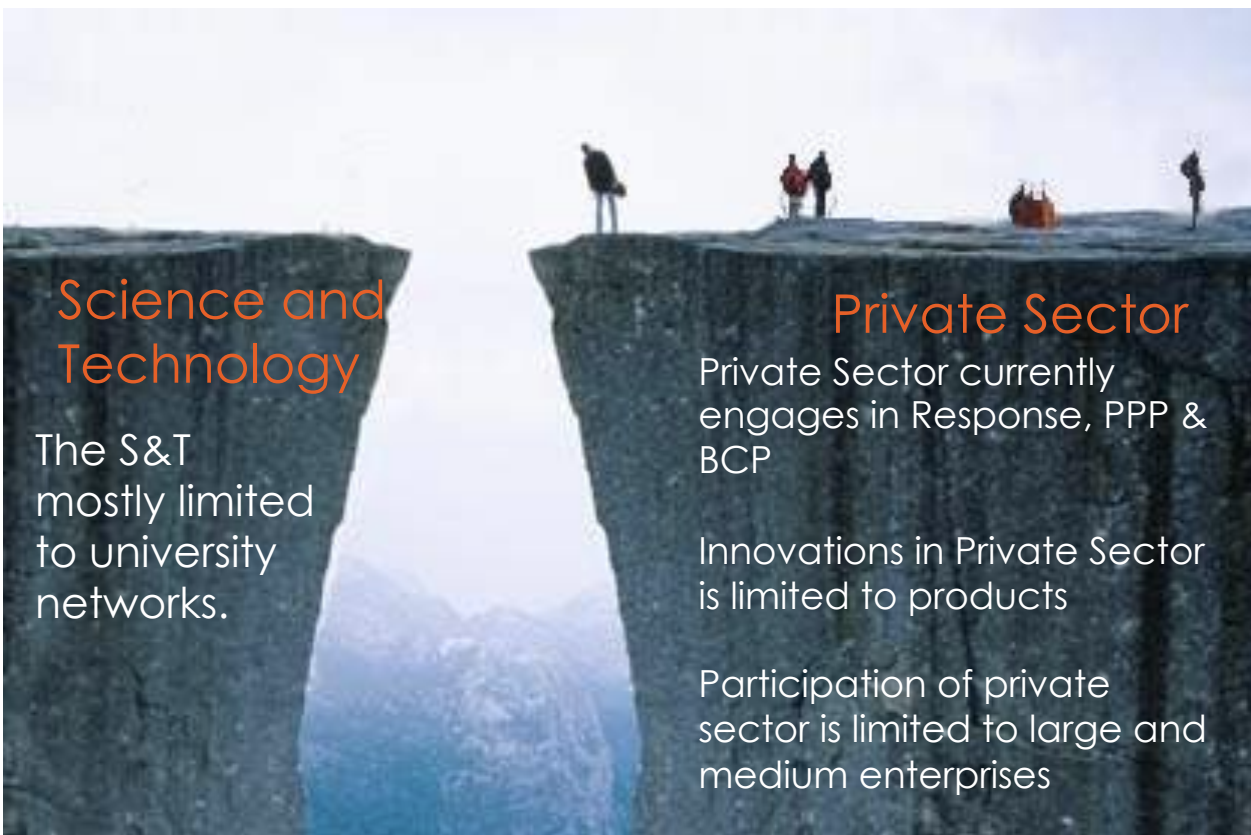 Science and
Technology
The S&T
mostly limited
to university
networks.
Private Sector
Private Sector currently
engages in Response, PPP &
BCP
Innovations in Private Sector
is limited to products
Participation of private
sector is limited to large and
medium enterprises